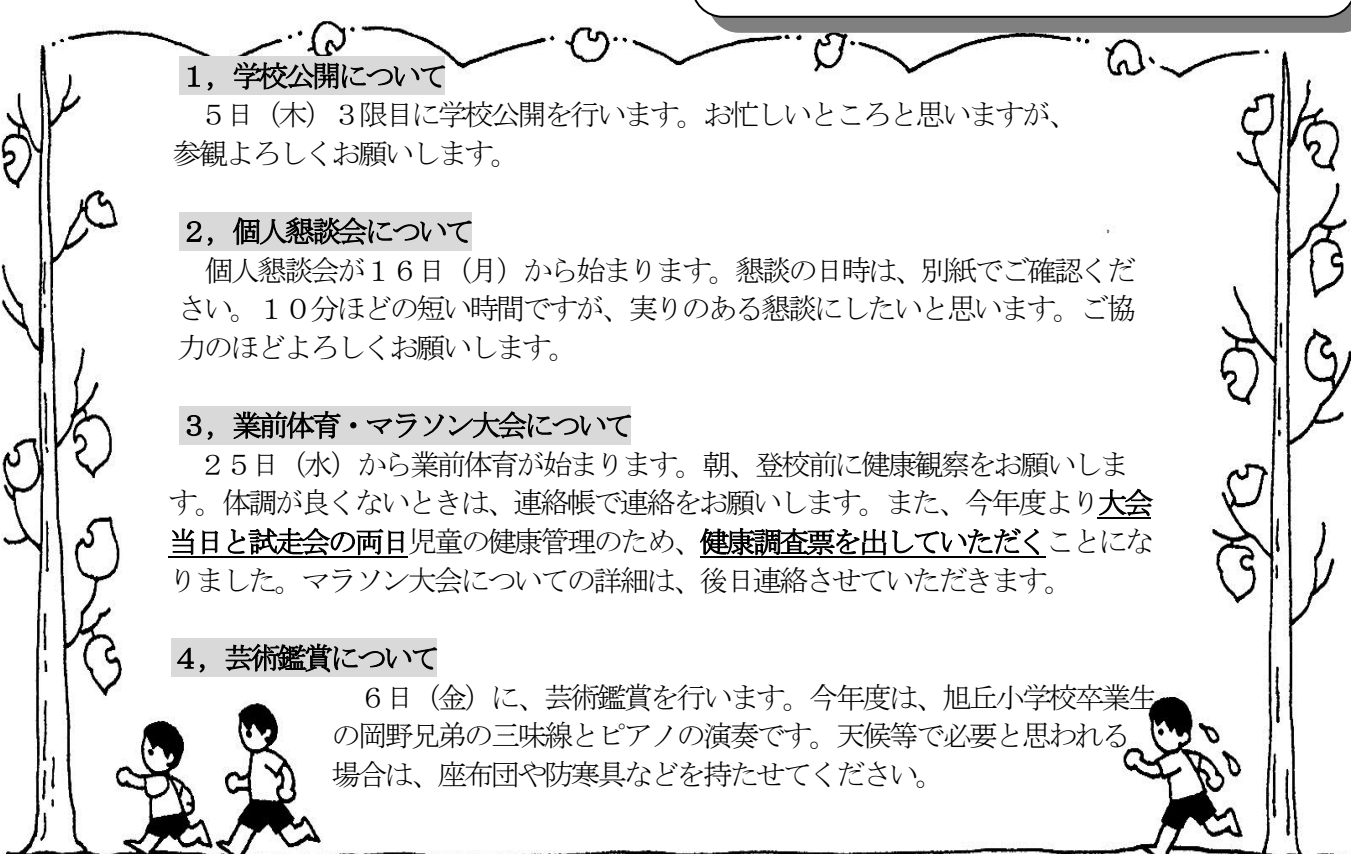 １，学校公開について
５日（木）３限目に学校公開を行います。お忙しいところと思いますが、
参観よろしくお願いします。
２，個人懇談会について
個人懇談会が１６日（月）から始まります。懇談の日時は、別紙でご確認くだ
さい。１０分ほどの短い時間ですが、実りのある懇談にしたいと思います。ご協
力のほどよろしくお願いします。
３，業前体育・マラソン大会について
２５日（水）から業前体育が始まります。朝、登校前に健康観察をお願いしま
す。体調が良くないときは、連絡帳で連絡をお願いします。また、今年度より大会
当日と試走会の両日児童の健康管理のため、健康調査票を出していただくことにな
りました。マラソン大会についての詳細は、後日連絡させていただきます。
４，芸術鑑賞について
６日（金）に、芸術鑑賞を行います。今年度は、旭丘小学校卒業生
の岡野兄弟の三味線とピアノの演奏です。天候等で必要と思われる
場合は、座布団や防寒具などを持たせてください。